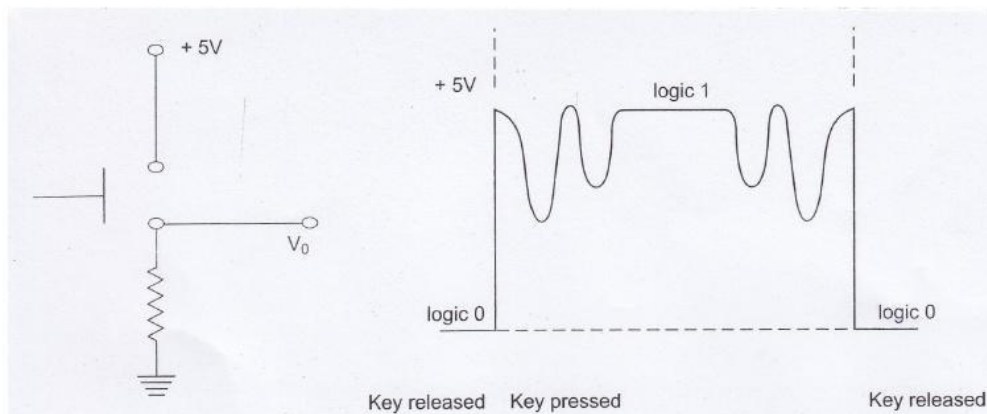 + 5V
V0
+ 5V
logic 1
logic 0
logic 0
Key released
Key pressed
Key released